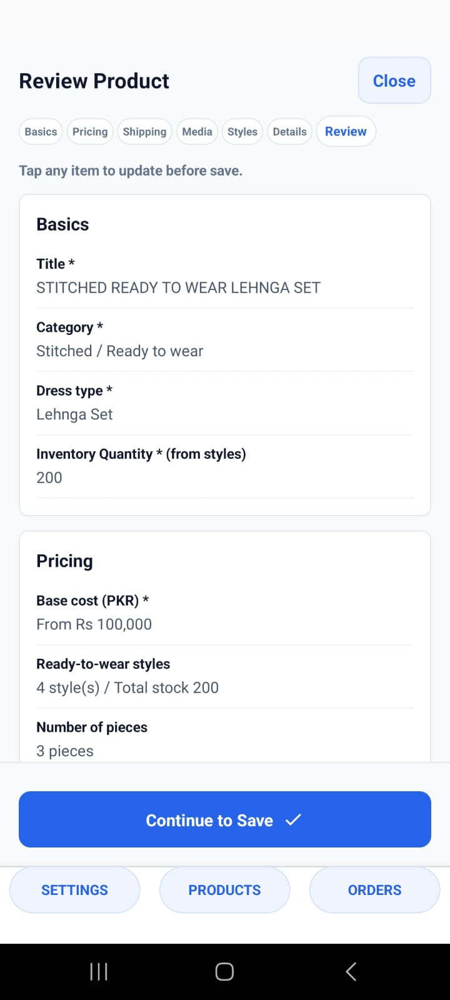 Review Product
Close
Basics
Pricing
Shipping
Media
Styles
Details
Review
Tap any item to update before save.
Basics
Title *
STITCHED READY TO WEAR LEHNGA SET
Category *
Stitched / Ready to wear
Dress type *
Lehnga Set
Inventory Quantity * (from styles)
200
Pricing
Base cost (PKR) *
From Rs 100,000
Ready-to-wear styles
4 style(s) / Total stock 200
Number of pieces
3 pieces
Continue to Save
SETTINGS
PRODUCTS
ORDERS